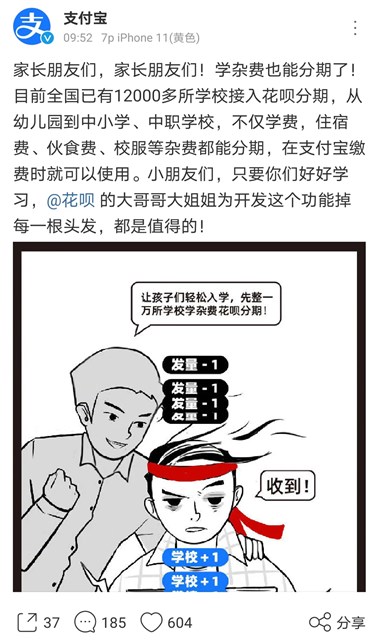 支付宝
09:52 7p iPhone 11(黄色)
家长朋友们，家长朋友们！学杂费也能分期了！
目前全国已有12000多所学校接入花呗分期，从
幼儿园到中小学、中职学校，不仅学费，住宿
费、伙食费、校服等杂费都能分期，在支付宝缴
费时就可以使用。小朋友们，只要你们好好学
习，@花呗 的大哥哥大姐姐为开发这个功能掉
每一根头发，都是值得的！
让孩子们轻松入学，先整一
万所学校学杂费花呗分期！
发量-1
发量-1
发量-1
发量-1
收到！
学校+1
学校+1
37 185 604 分享